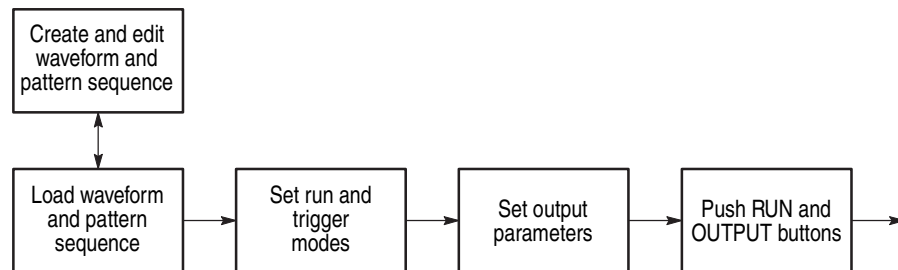 Create and edit
waveform and
pattern sequence
Load waveform
and pattern
sequence
Set run and
trigger
modes
Set output
parameters
Push RUN and
OUTPUT buttons